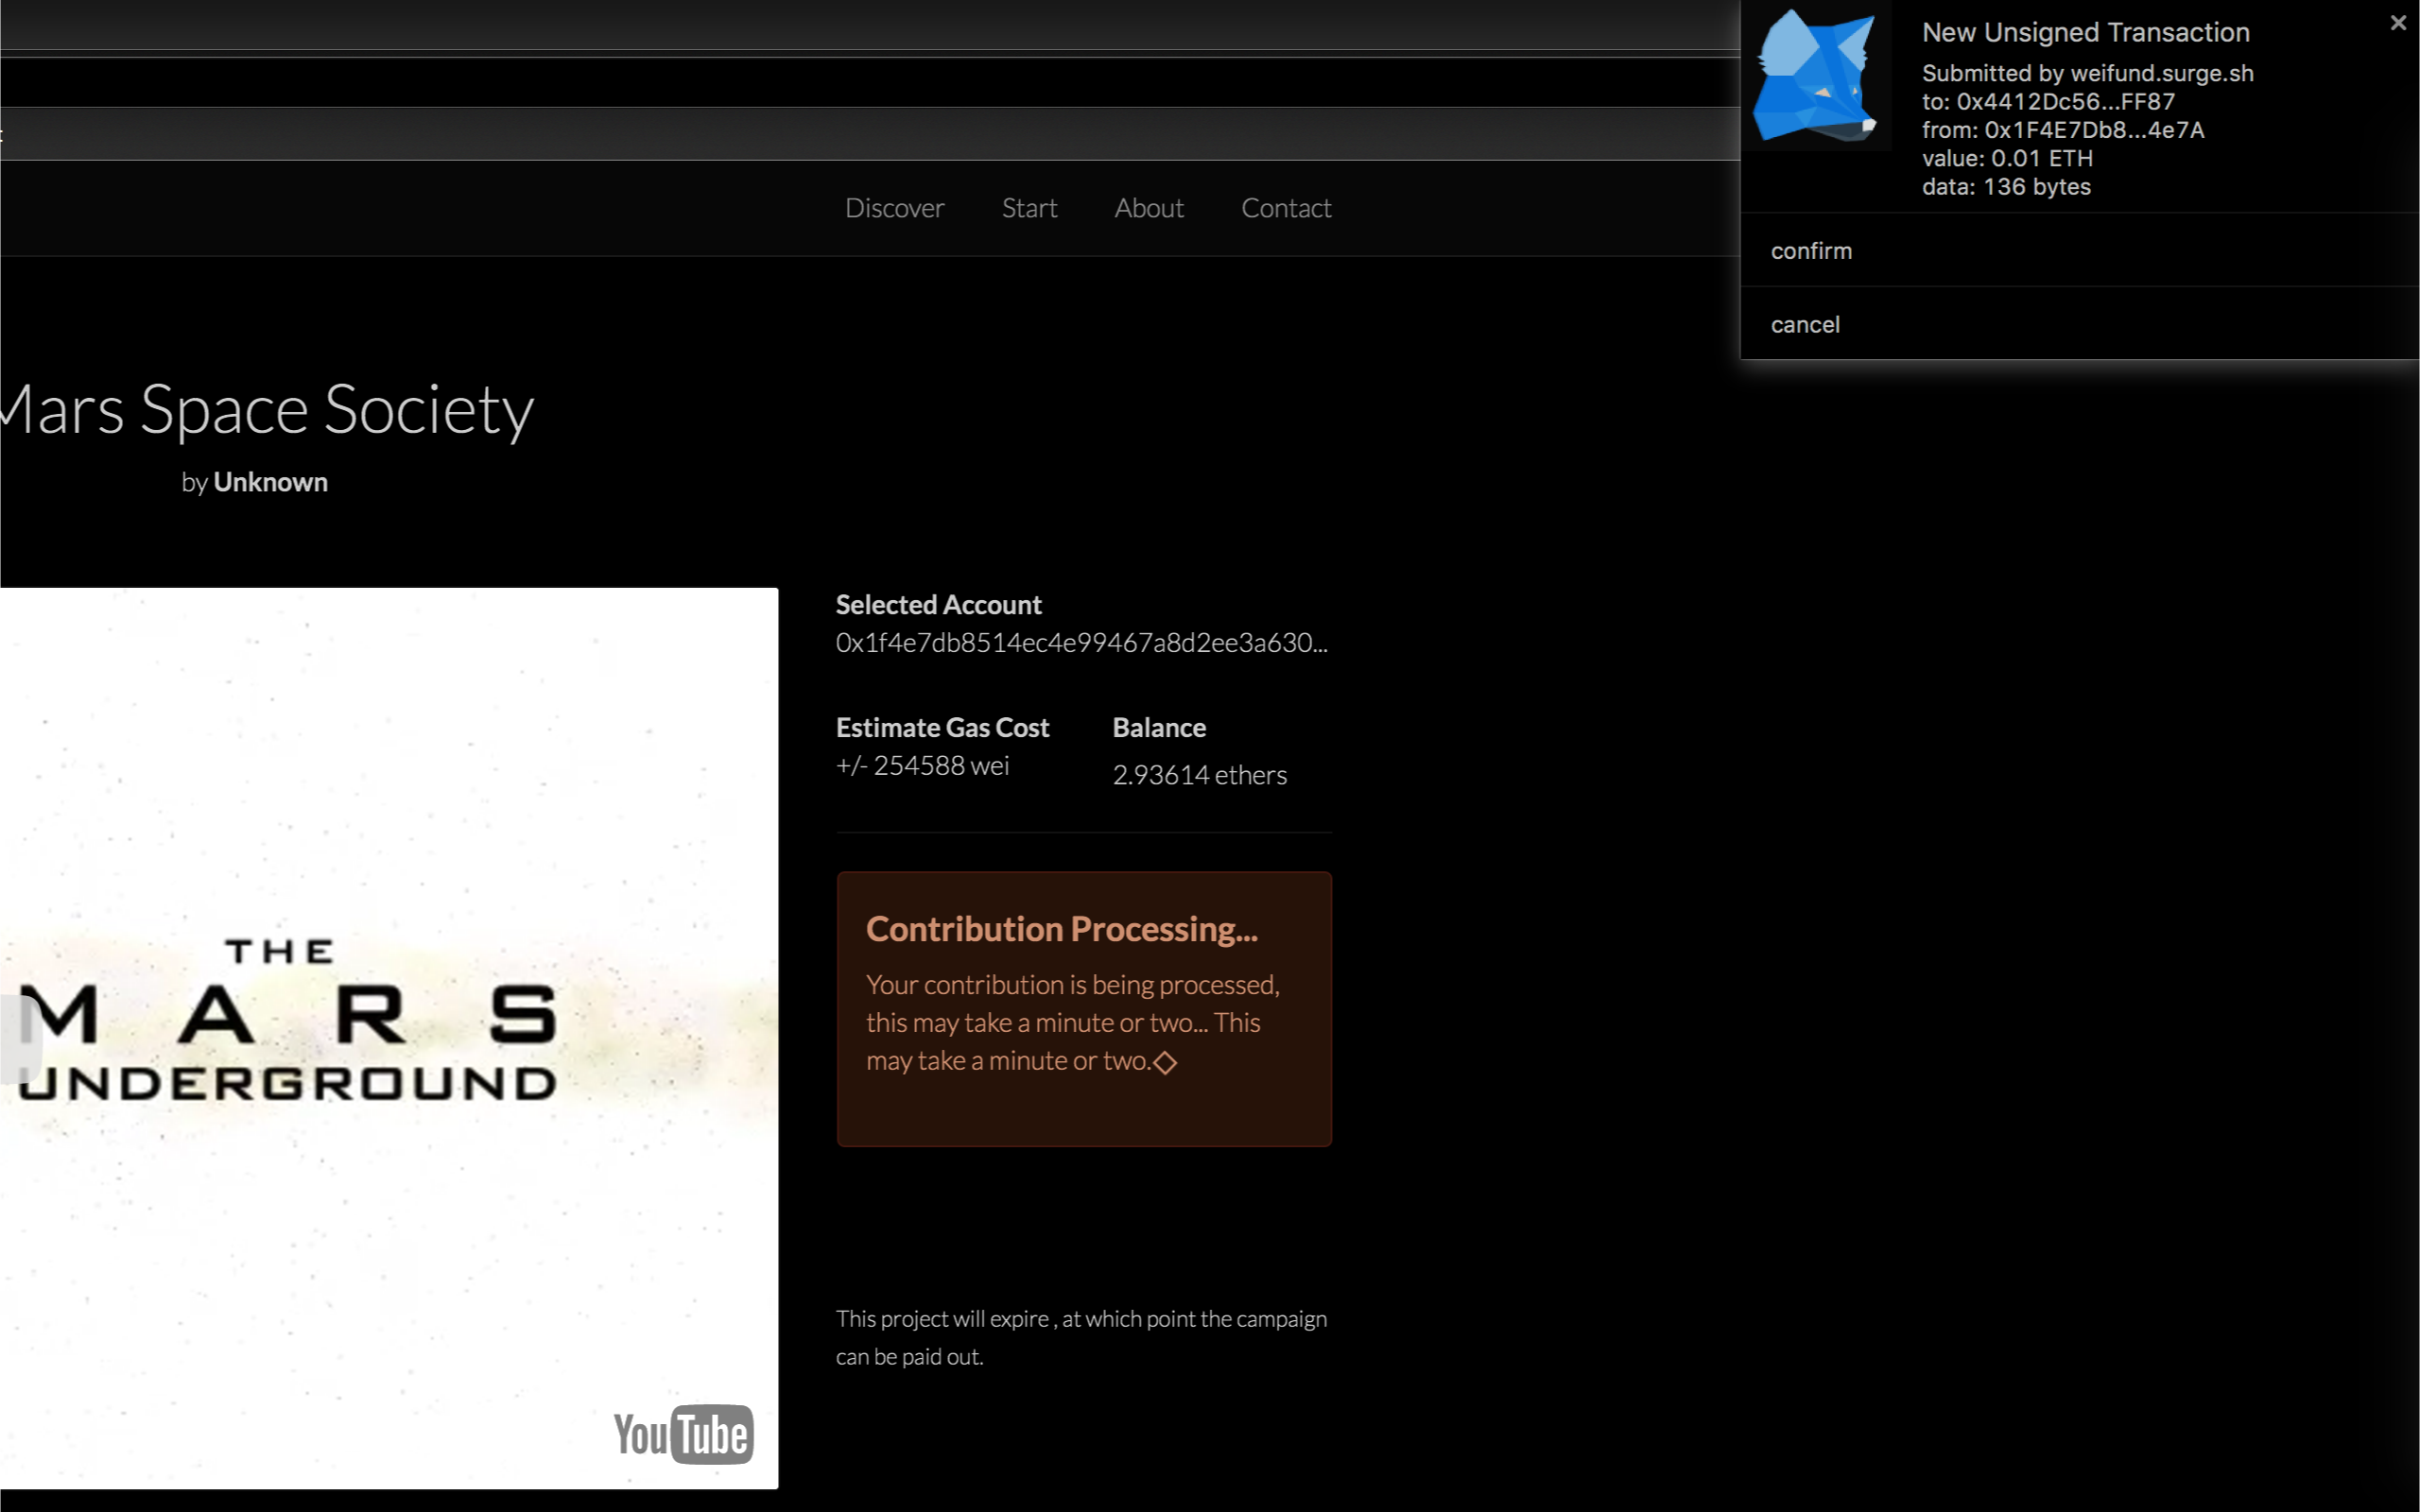 New Unsigned Transaction
Submitted by weifund.surge.sh
to: 0x4412Dc56...FF87
from: 0x1F4E7Db8...4e7A
value: 0.01 ETH
data: 136 bytes
confirm
cancel
Discover Start About Contact
Mars Space Society
by Unknown
THE
MARS
UNDERGROUND
YouTube
Selected Account
0x1f4e7db8514ec4e99467a8d2ee3a630...
Estimate Gas Cost Balance
+/- 254588 wei 2.93614 ethers
Contribution Processing...
Your contribution is being processed,
this may take a minute or two... This
may take a minute or two.
This project will expire , at which point the campaign
can be paid out.